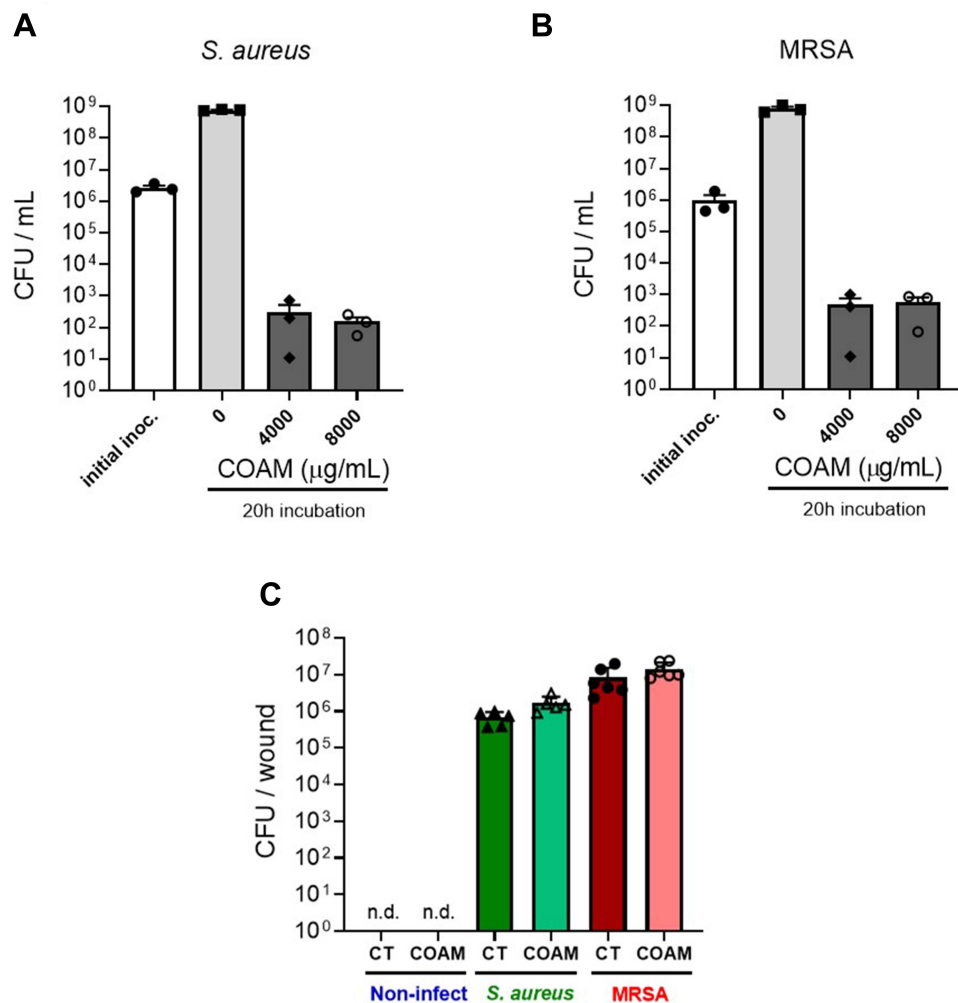 A
S. aureus
CFU / mL
10⁹
10⁸
10⁷
10⁶
10⁵
10⁴
10³
10²
10¹
10⁰
initial inoc.
0
4000
8000
COAM (μg/mL)
20h incubation
B
MRSA
CFU / mL
10⁹
10⁸
10⁷
10⁶
10⁵
10⁴
10³
10²
10¹
10⁰
initial inoc.
0
4000
8000
COAM (μg/mL)
20h incubation
C
CFU / wound
10⁸
10⁷
10⁶
10⁵
10⁴
10³
10²
10¹
10⁰
n.d. n.d.
CT COAM CT COAM CT COAM
Non-infect S. aureus MRSA